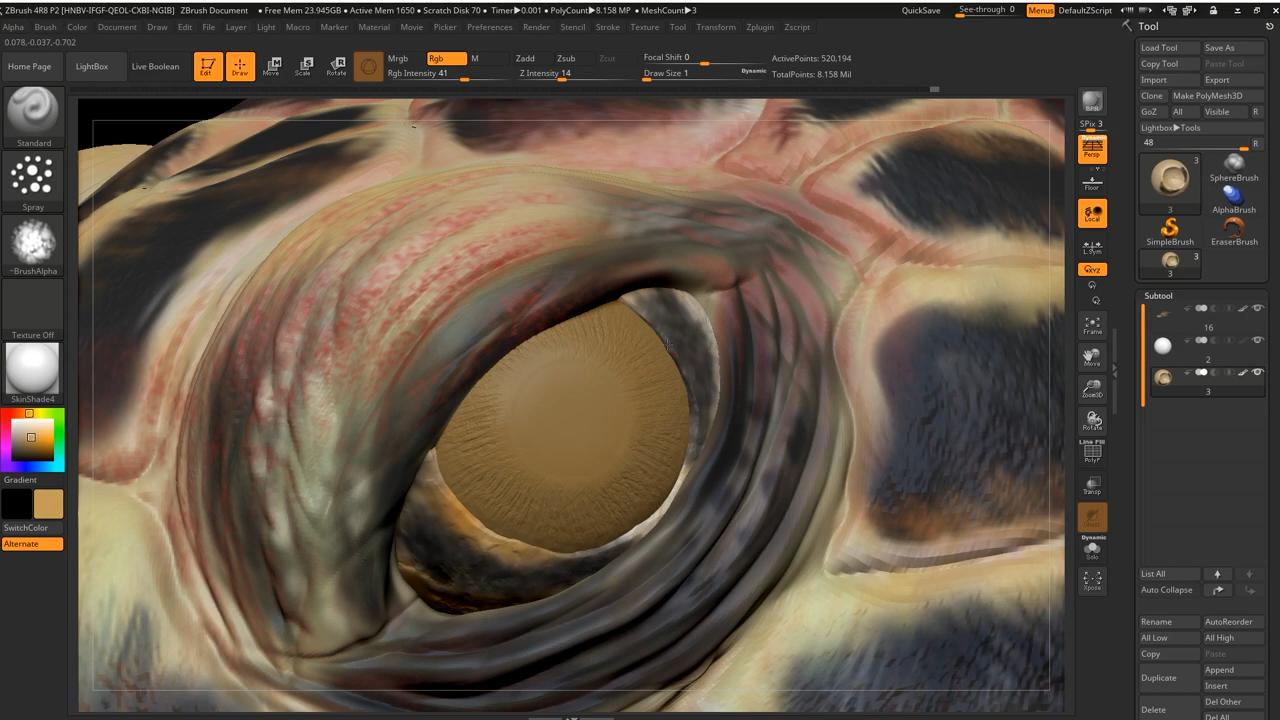 ZBrush 4R8 P2 [HNBV-IFGF-QEOL-CXBI-NGIB] ZBrush Document • Free Mem 23.945GB • Active Mem 1650 • Scratch Disk 70 • Timer▶0.001 • PolyCount▶8.158 MP • MeshCount▶3 QuickSave See-through 0 Menus DefaultZScript
Alpha Brush Color Document Draw Edit File Layer Light Macro Marker Material Movie Picker Preferences Render Stencil Stroke Texture Tool Transform Zplugin Zscript
Tool
0.078,-0.037,-0.702
Home Page LightBox Live Boolean Edit Draw Move Scale Rotate
Mrgb Rgb M Zadd Zsub Zcut
Rgb Intensity 41 Z Intensity 14
Focal Shift 0
Draw Size 1 Dynamic
ActivePoints: 520,194
TotalPoints: 8.158 Mil
Standard
Spray
~BrushAlpha
Texture Off
SkinShade4
Gradient
SwitchColor
Alternate
BPR
SPix 3
Dynamic
Persp
Floor
Local
L.Sym
XYZ
Frame
Move
Zoom3D
Rotate
Line Fill
PolyF
Transp
Ghost
Dynamic
Solo
Xpose
Load Tool Save As
Copy Tool Paste Tool
Import Export
Clone Make PolyMesh3D
GoZ All Visible R
Lightbox▶Tools
48 R
3
3
SphereBrush
AlphaBrush
SimpleBrush EraserBrush
3
3
Subtool
16
2
3
List All
Auto Collapse
Rename AutoReorder
All Low All High
Copy Paste
Duplicate Append
Insert
Delete Del Other
Del All